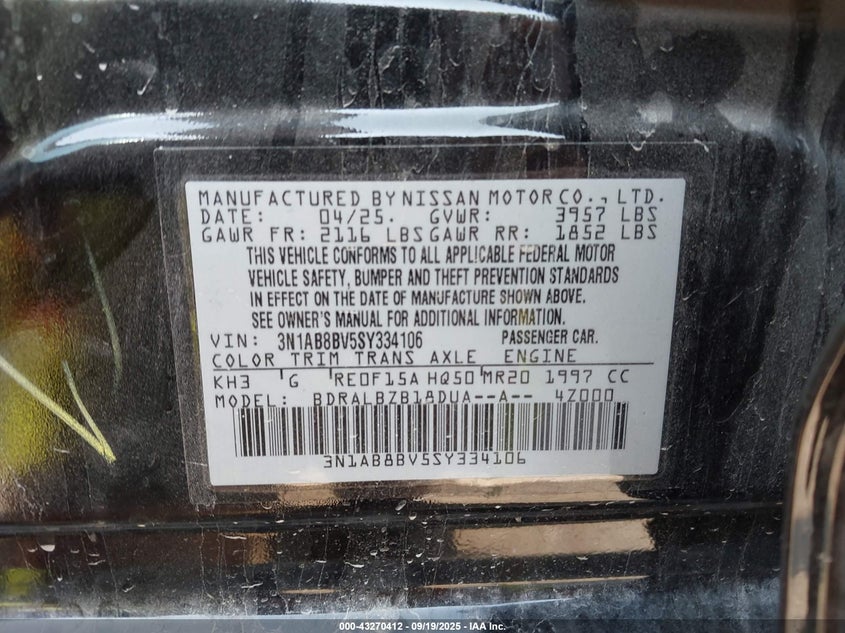 MANUFACTURED BY NISSAN MOTOR CO., LTD.
DATE: 04/25. GVWR: 3957 LBS
GAWR FR: 2116 LBS GAWR RR: 1852 LBS
THIS VEHICLE CONFORMS TO ALL APPLICABLE FEDERAL MOTOR
VEHICLE SAFETY, BUMPER AND THEFT PREVENTION STANDARDS
IN EFFECT ON THE DATE OF MANUFACTURE SHOWN ABOVE.
SEE OWNER'S MANUAL FOR ADDITIONAL INFORMATION.
VIN: 3N1AB8BV5SY334106 PASSENGER CAR.
COLOR TRIM TRANS AXLE ENGINE
KH3 G RE0F15A HQ50 MR20 1997 CC
MODEL: BDRALBZB18DUA--A-- 4Z000
3N1AB8BV5SY334106
000-43270412 - 09/19/2025 - IAA Inc.